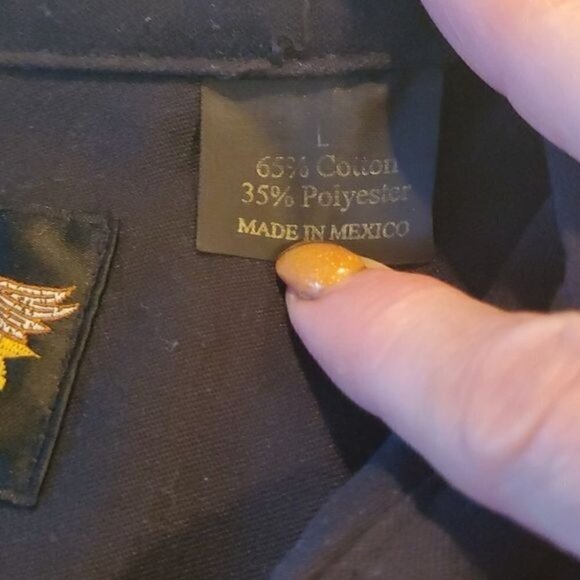 L
65% Cotton
35% Polyester
MADE IN MEXICO